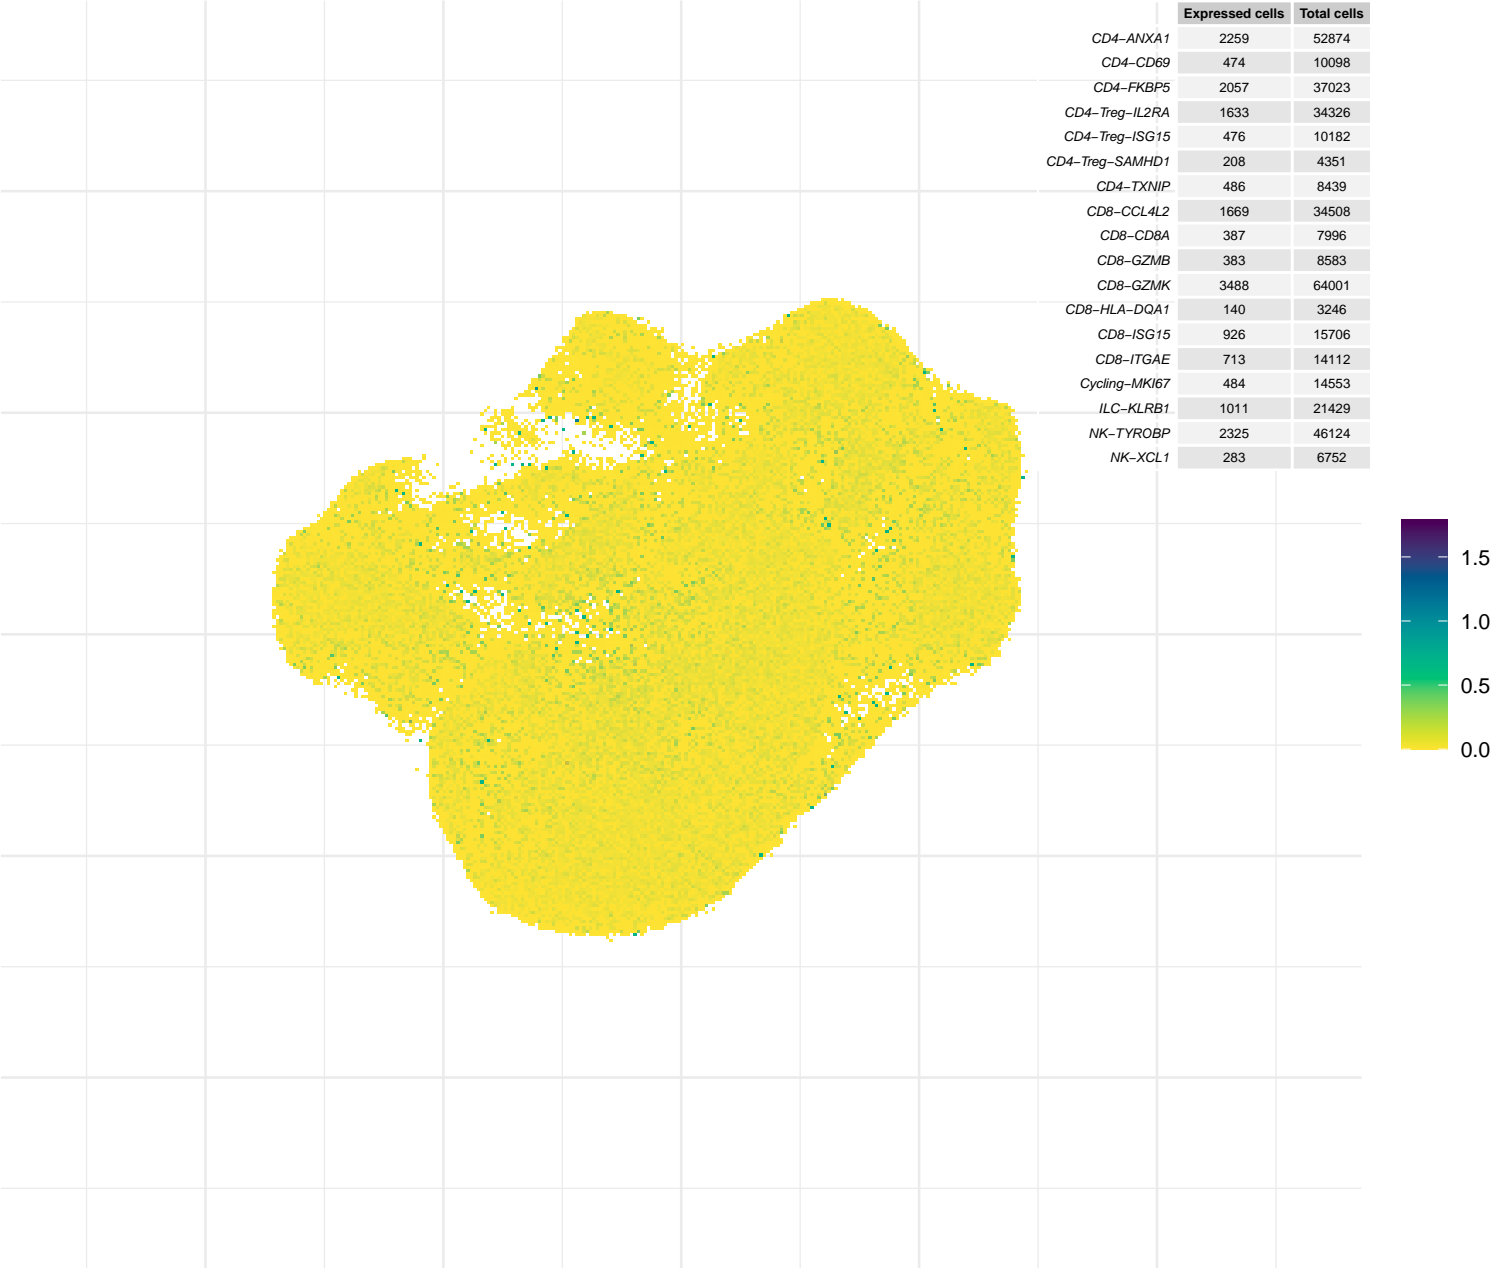 Expressed cells Total cells
CD4−ANXA1 2259 52874
CD4−CD69 474 10098
CD4−FKBP5 2057 37023
CD4−Treg−IL2RA 1633 34326
CD4−Treg−ISG15 476 10182
CD4−Treg−SAMHD1 208 4351
CD4−TXNIP 486 8439
CD8−CCL4L2 1669 34508
CD8−CD8A 387 7996
CD8−GZMB 383 8583
CD8−GZMK 3488 64001
CD8−HLA−DQA1 140 3246
CD8−ISG15 926 15706
CD8−ITGAE 713 14112
Cycling−MKI67 484 14553
ILC−KLRB1 1011 21429
NK−TYROBP 2325 46124
NK−XCL1 283 6752
1.5
1.0
0.5
0.0